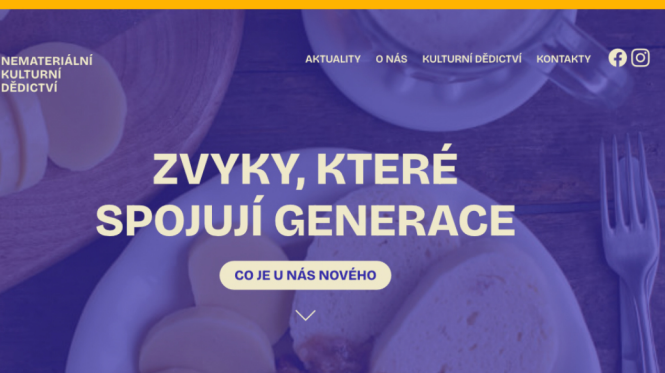 NEMATERIÁLNÍ
KULTURNÍ
DĚDICTVÍ
AKTUALITY O NÁS KULTURNÍ DĚDICTVÍ KONTAKTY
ZVYKY, KTERÉ
SPOJUJÍ GENERACE
CO JE U NÁS NOVÉHO